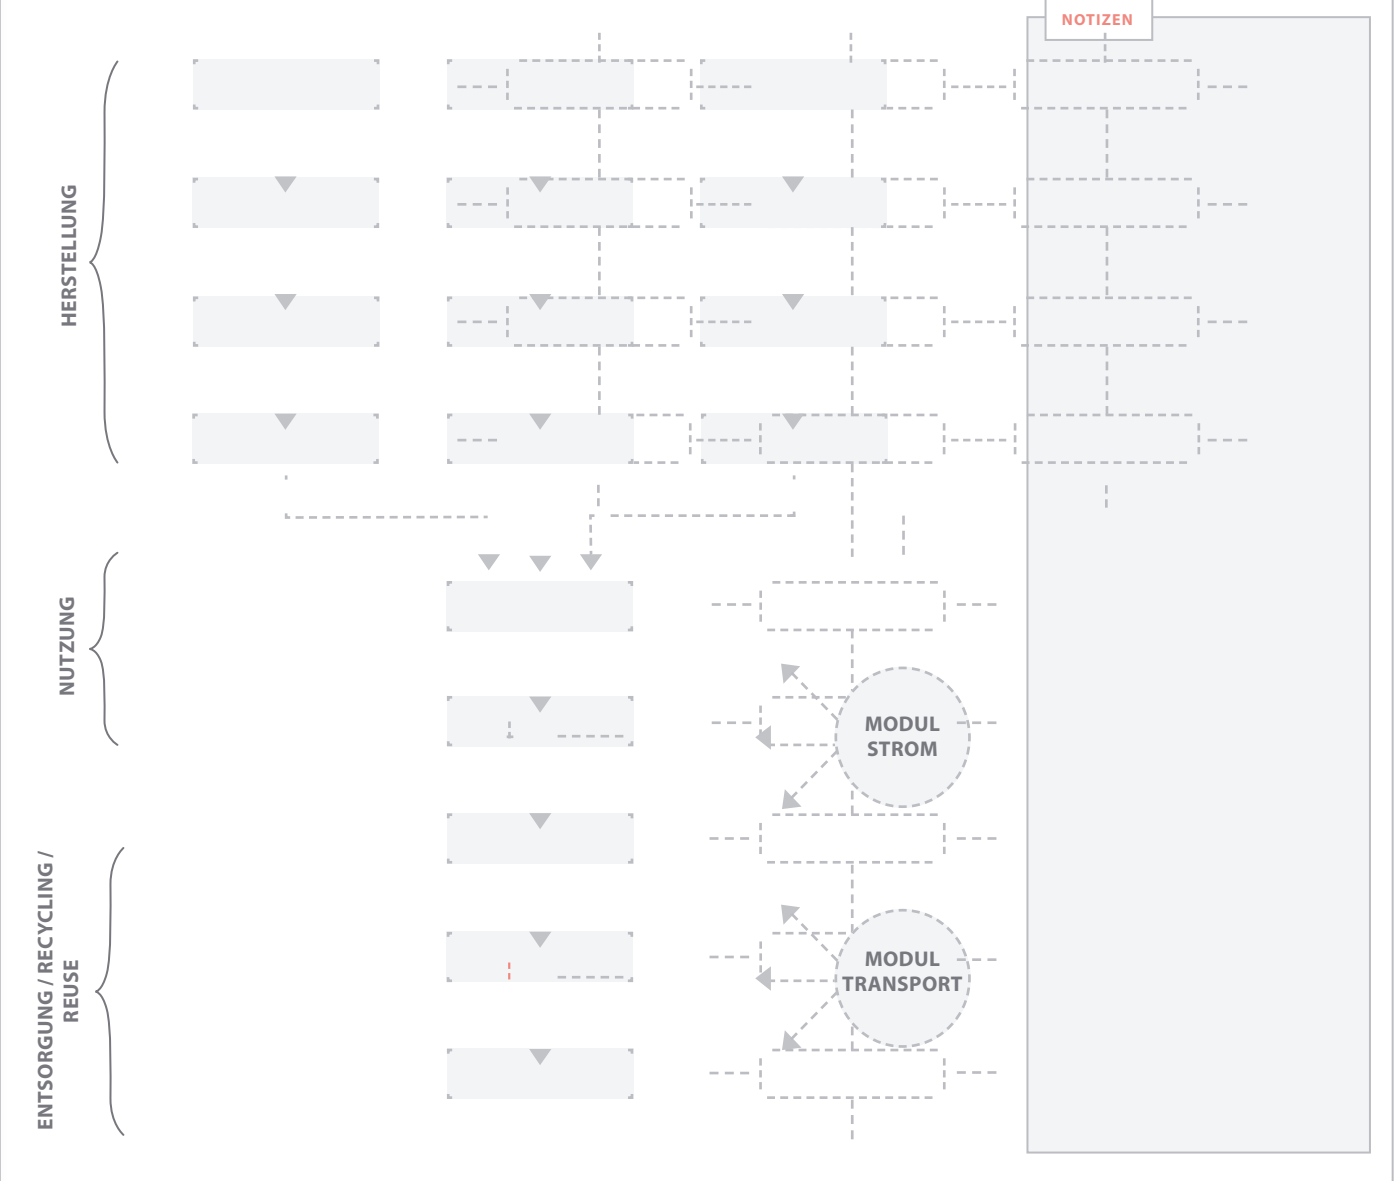 NOTIZEN
HERSTELLUNG
NUTZUNG
MODUL
STROM
ENTSORGUNG / RECYCLING /
REUSE
MODUL
TRANSPORT